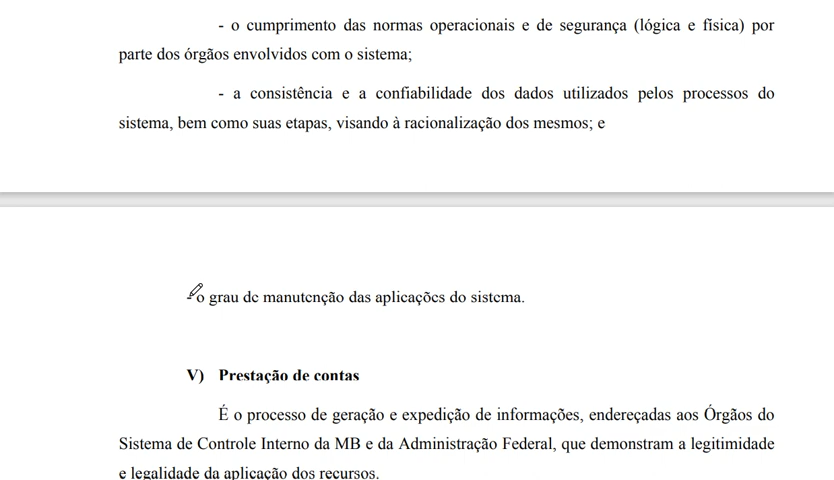 - o cumprimento das normas operacionais e de segurança (lógica e física) por
parte dos órgãos envolvidos com o sistema;
- a consistência e a confiabilidade dos dados utilizados pelos processos do
sistema, bem como suas etapas, visando à racionalização dos mesmos; e
o grau de manutenção das aplicações do sistema.
V) Prestação de contas
É o processo de geração e expedição de informações, endereçadas aos Órgãos do
Sistema de Controle Interno da MB e da Administração Federal, que demonstram a legitimidade
e legalidade da aplicação dos recursos.